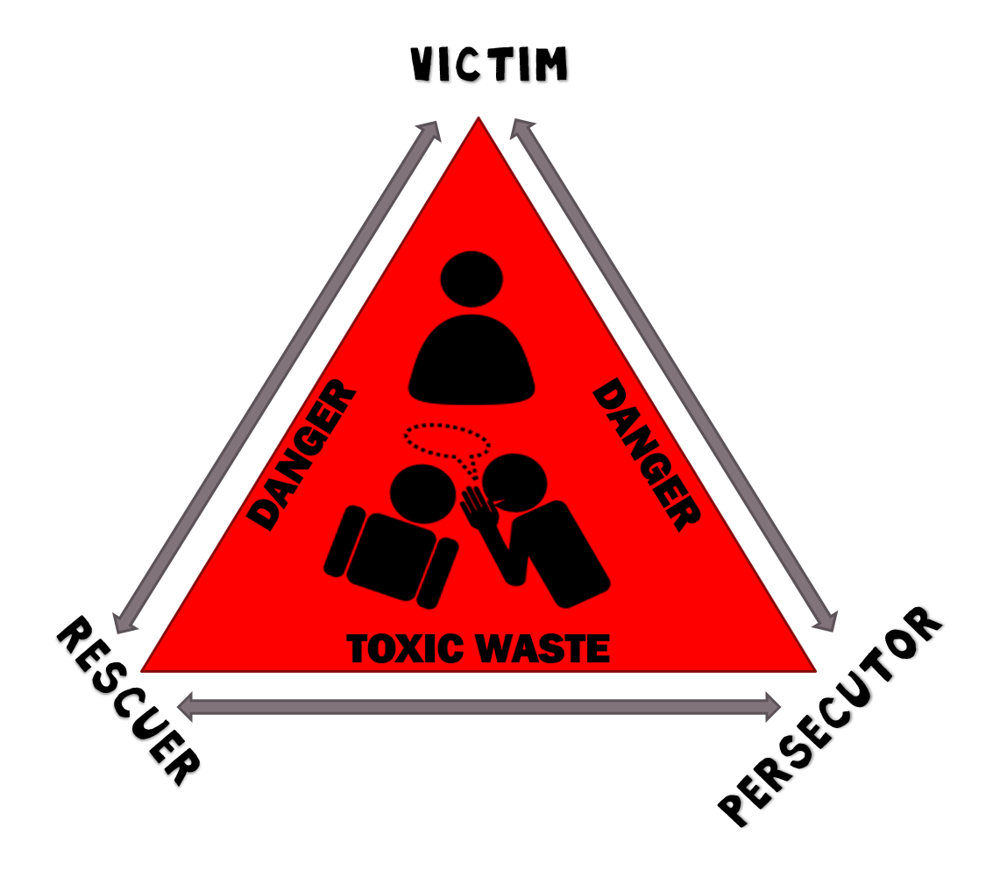 VICTIM
DANGER
DANGER
TOXIC WASTE
RESCUER
PERSECUTOR